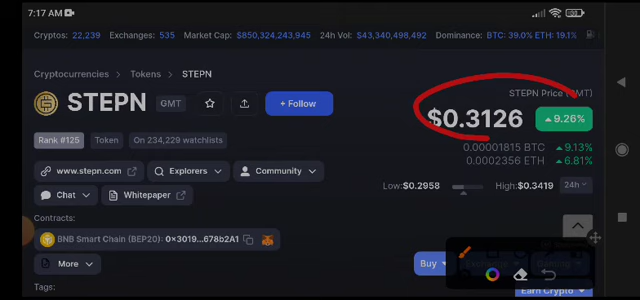 7:17 AM
Cryptos: 22,239 Exchanges: 535 Market Cap: $850,324,243,945 24h Vol: $43,340,498,492 Dominance: BTC: 39.0% ETH: 19.1%
Cryptocurrencies > Tokens > STEPN
STEPN GMT
+ Follow
STEPN Price (GMT)
$0.3126 9.26%
Rank #125 Token On 234,229 watchlists
0.00001815 BTC 9.13%
0.0002356 ETH 6.81%
www.stepn.com Explorers Community
Low:$0.2958 High:$0.3419 24h
Chat Whitepaper
Contracts:
BNB Smart Chain (BEP20): 0x3019...678b2A1
More
Buy Exchange Gaming
Tags:
Earn Crypto